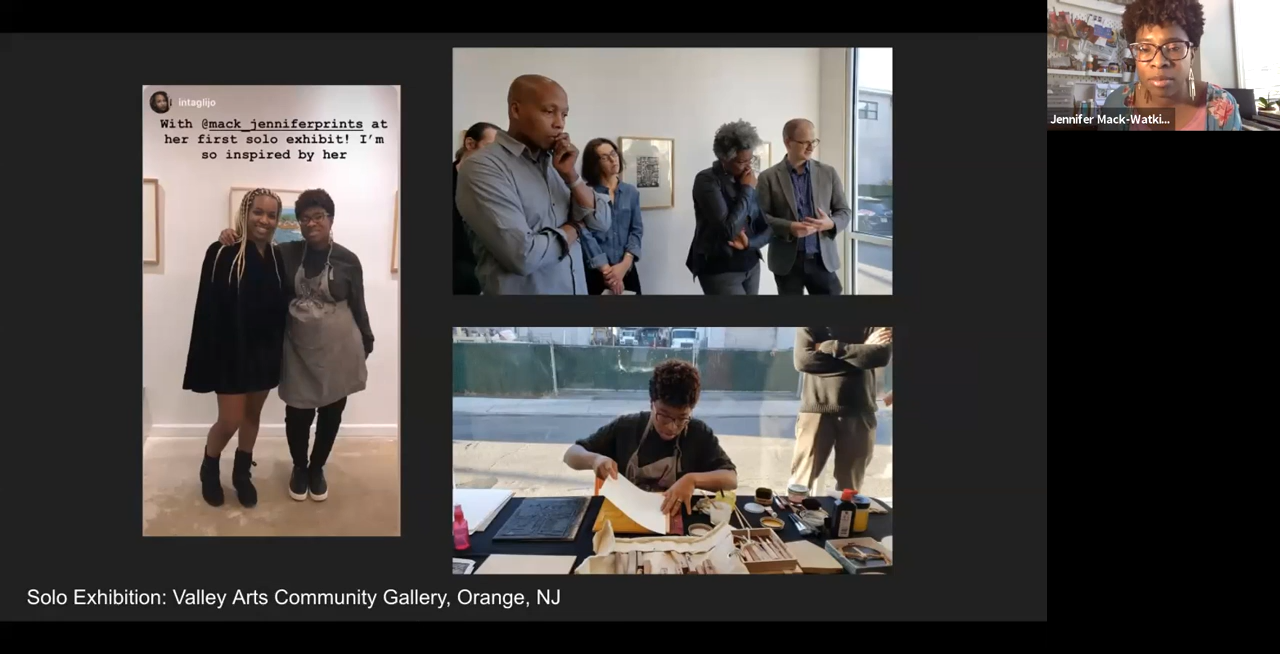 intaglijo
With @mack_jenniferprints at
her first solo exhibit! I'm
so inspired by her
Jennifer Mack-Watki...
Solo Exhibition: Valley Arts Community Gallery, Orange, NJ